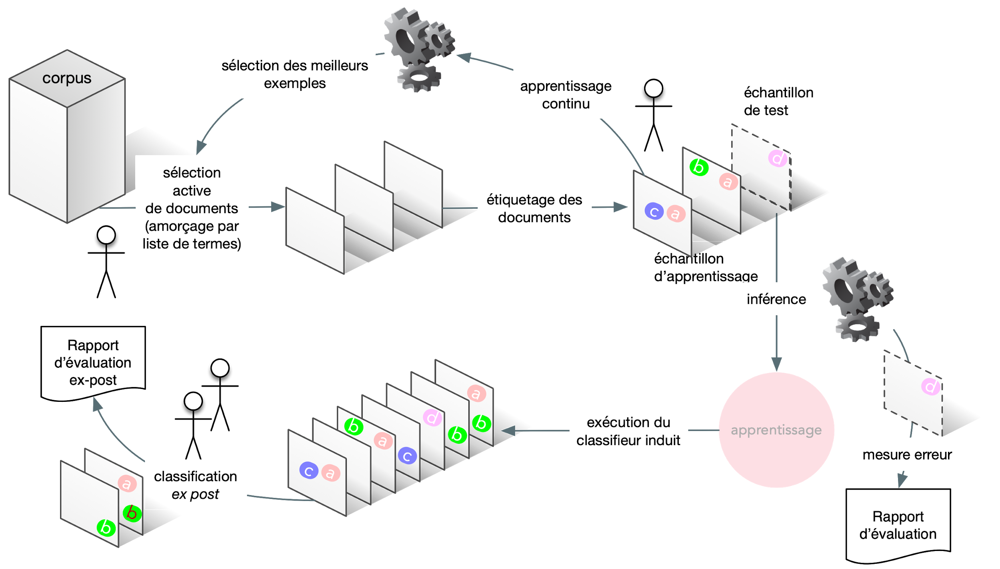 corpus
sélection des meilleurs
exemples
apprentissage
continu
échantillon
de test
sélection
active
de documents
(amorçage par
liste de termes)
étiquetage des
documents
b
a
d
c
a
échantillon
d’apprentissage
inférence
Rapport
d’évaluation
ex-post
a
b
d
b
b
a
c
c
a
exécution du
classifieur induit
apprentissage
d
mesure erreur
classification
ex post
a
b
b
Rapport
d’évaluation